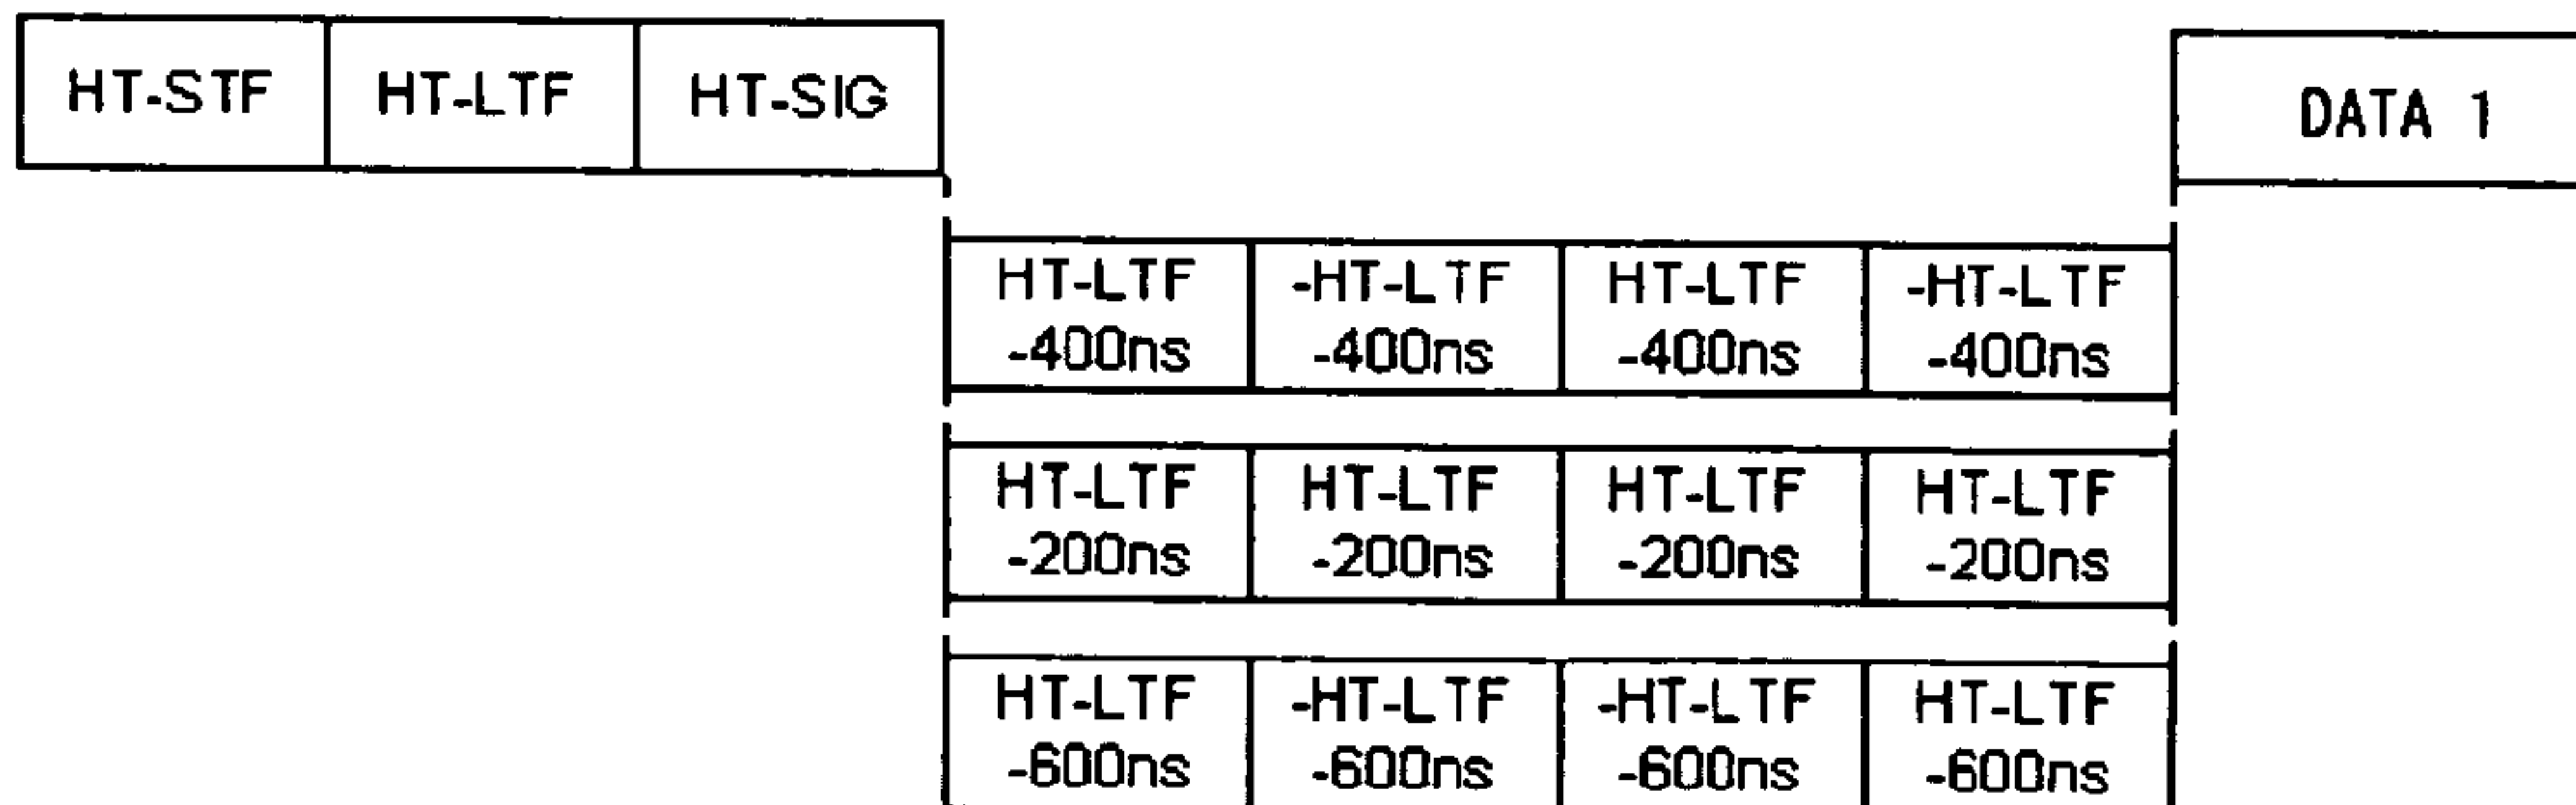 HT-STF HT-LTF HT-SIG DATA 1
HT-LTF -HT-LTF HT-LTF -HT-LTF
-400ns -400ns -400ns -400ns
HT-LTF HT-LTF HT-LTF HT-LTF
-200ns -200ns -200ns -200ns
HT-LTF -HT-LTF -HT-LTF HT-LTF
-600ns -600ns -600ns -600ns